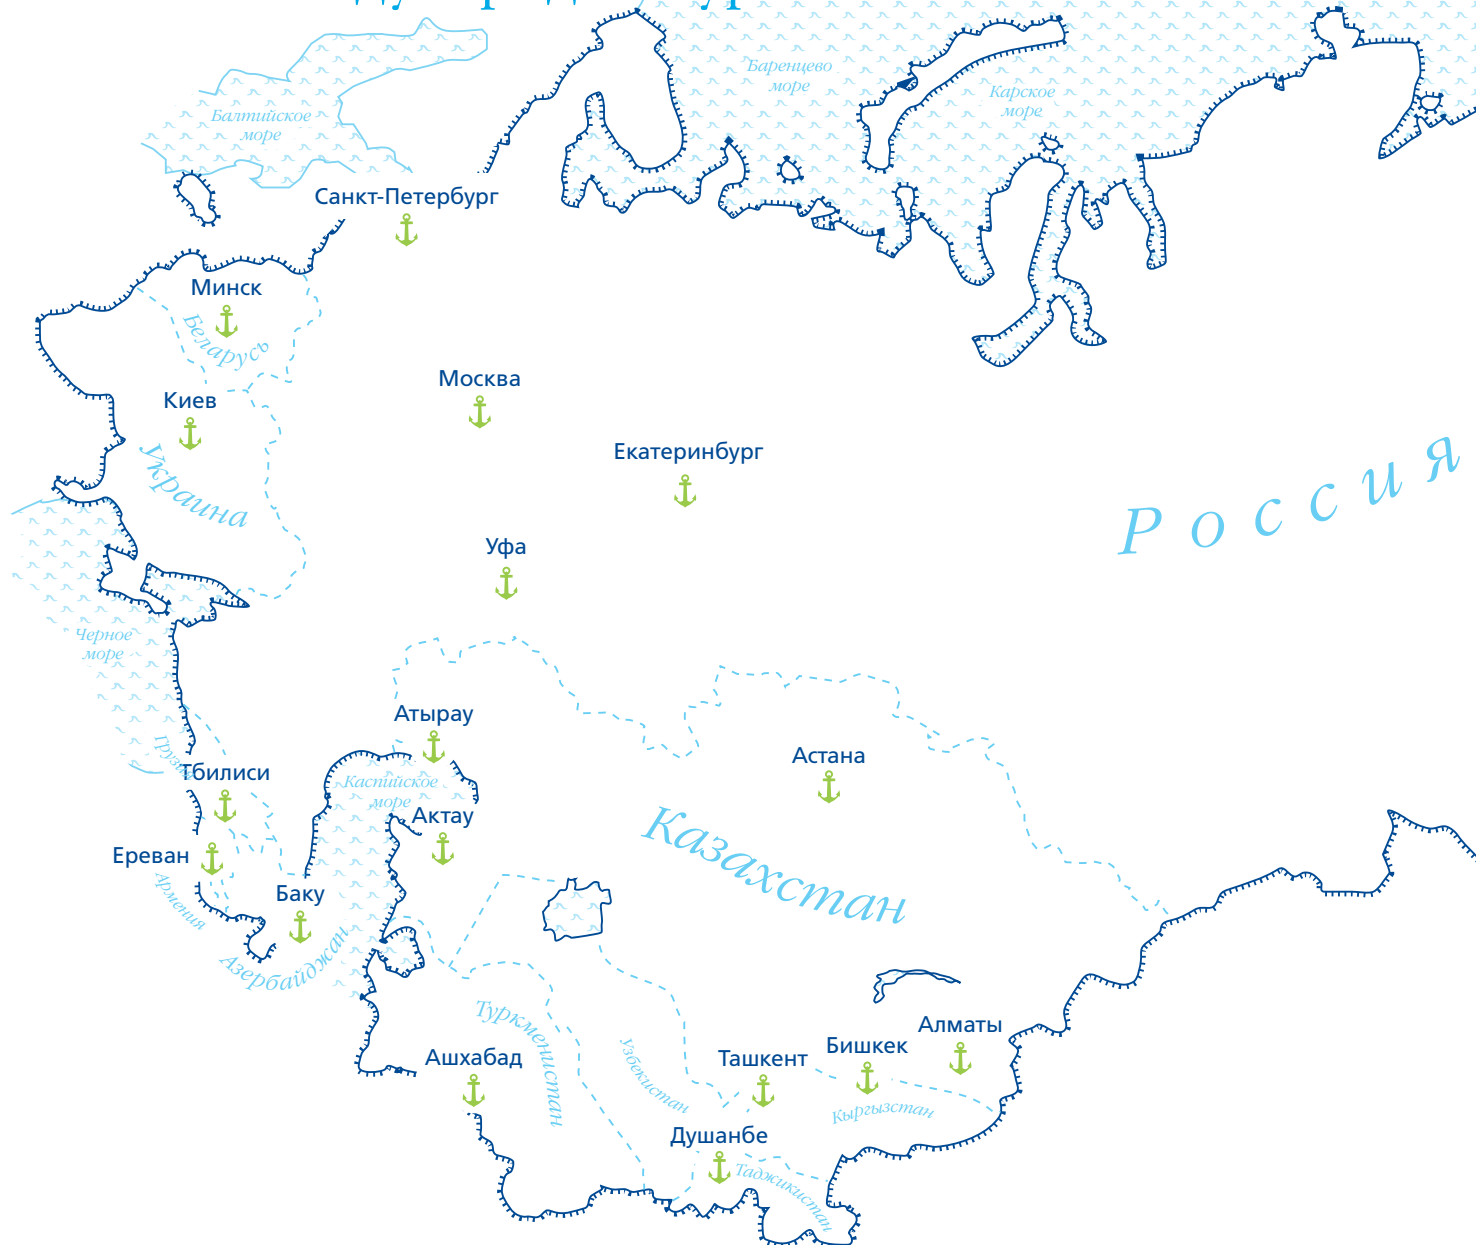 Баренцево
море
Карское
море
Балтийское
море
Санкт-Петербург
Минск
Беларусь
Москва
Киев
Украина
Екатеринбург
Россия
Уфа
Черное
море
Атырау
Грузия
Тбилиси
Астана
Каспийское
море
Актау
Казахстан
Ереван
Армения
Баку
Азербайджан
Туркменистан
Алматы
Бишкек
Ташкент
Ашхабад
Узбекистан
Кыргызстан
Душанбе
Таджикистан